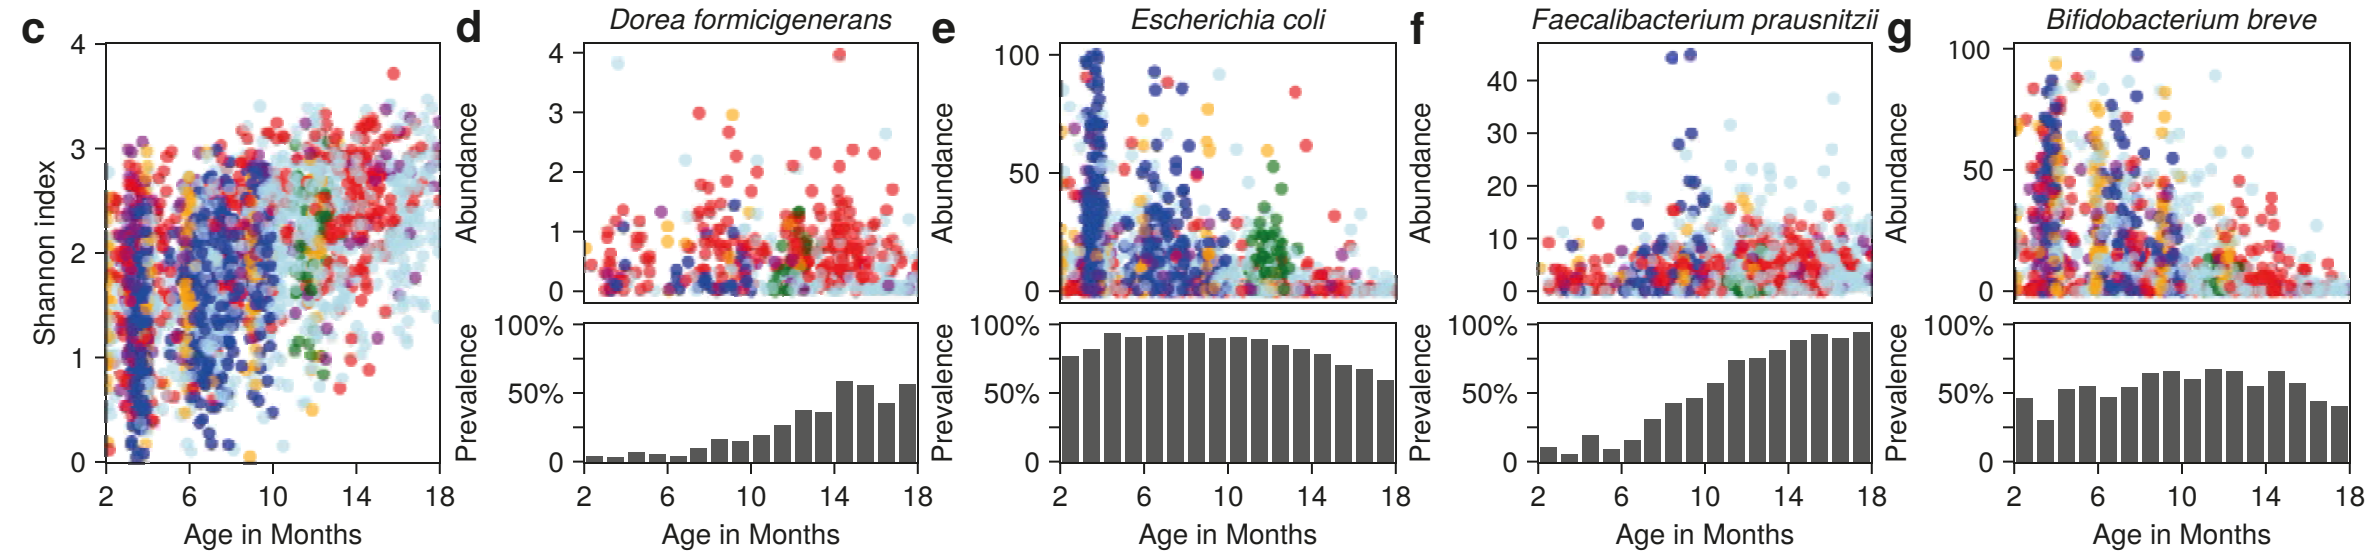 c
4
3
2
1
0
Shannon index
2 6 10 14 18
Age in Months
d
Dorea formicigenerans
4
3
2
1
0
Abundance
100%
50%
0
Prevalence
2 6 10 14 18
Age in Months
e
Escherichia coli
100
50
0
Abundance
100%
50%
0
Prevalence
2 6 10 14 18
Age in Months
f
Faecalibacterium prausnitzii
40
30
20
10
0
Abundance
100%
50%
0
Prevalence
2 6 10 14 18
Age in Months
g
Bifidobacterium breve
100
50
0
Abundance
100%
50%
0
Prevalence
2 6 10 14 18
Age in Months